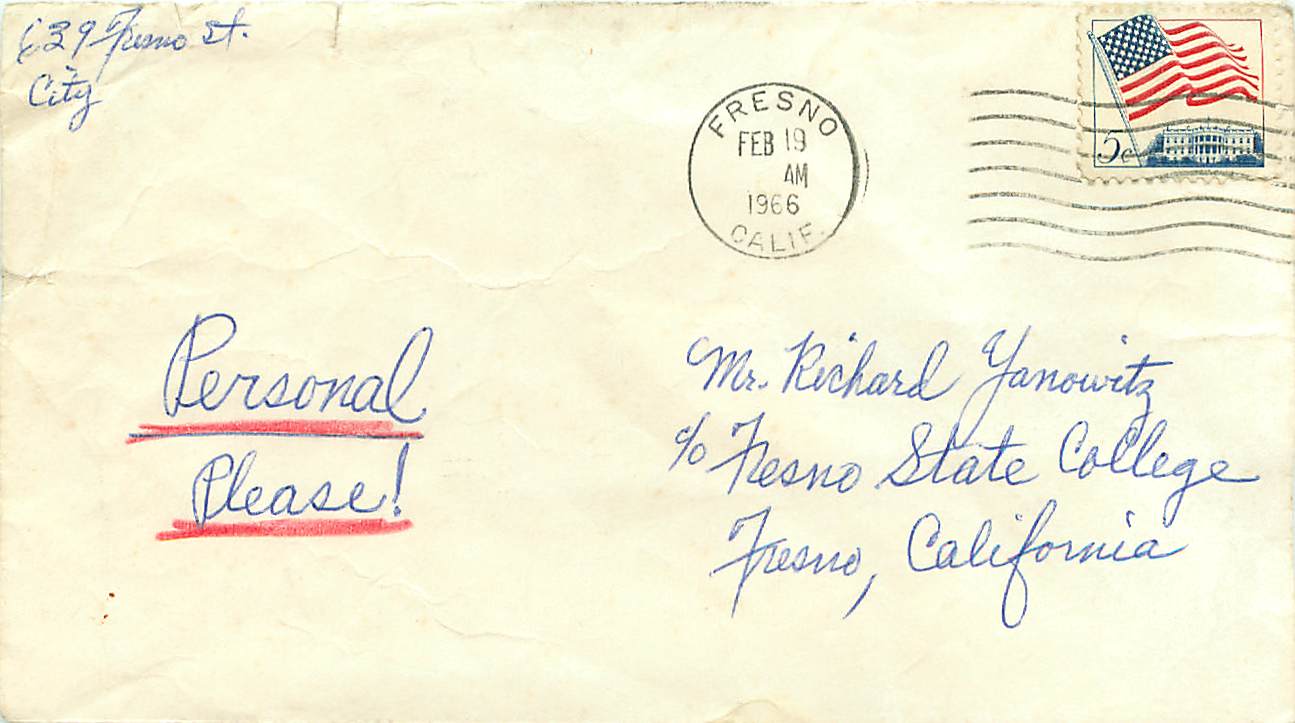 639 Fresno St.
City
FRESNO
FEB 19
AM
1966
CALIF.
5c
Personal
Please!
Mr. Richard Yanowitz
c/o Fresno State College
Fresno, California